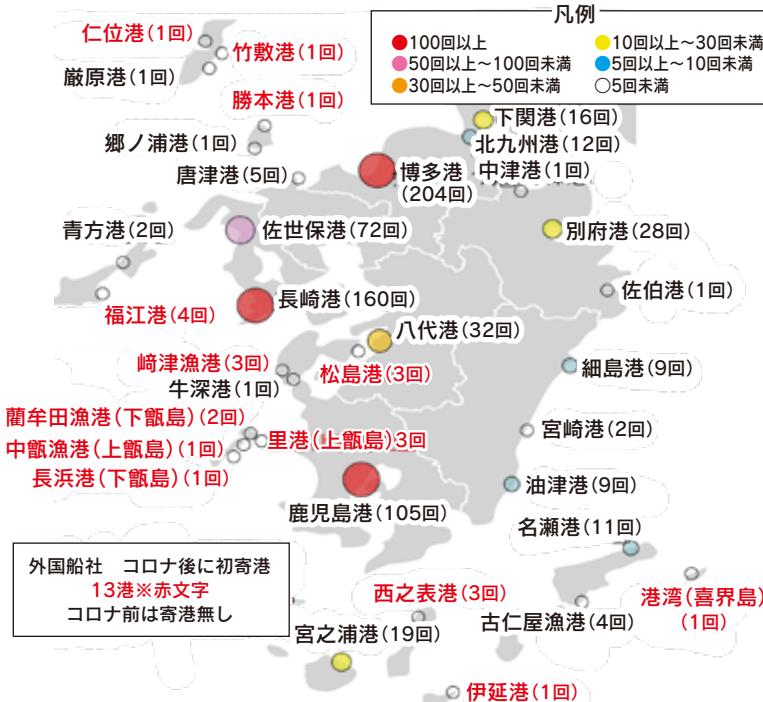 凡例
●100回以上
●50回以上～100回未満
●30回以上～50回未満
●10回以上～30回未満
●5回以上～10回未満
○5回未満
仁位港(1回)
竹敷港(1回)
厳原港(1回)
勝本港(1回)
郷ノ浦港(1回)
唐津港(5回)
博多港
(204回)
下関港(16回)
北九州港(12回)
中津港(1回)
青方港(2回)
佐世保港(72回)
別府港(28回)
福江港(4回)
長崎港(160回)
佐伯港(1回)
八代港(32回)
﨑津漁港(3回)
牛深港(1回)
松島港(3回)
細島港(9回)
藺牟田漁港(下甑島)(2回)
中甑漁港(上甑島)(1回)
長浜港(下甑島)(1回)
里港(上甑島)3回
宮崎港(2回)
鹿児島港(105回)
油津港(9回)
名瀬港(11回)
外国船社　コロナ後に初寄港
13港※赤文字
コロナ前は寄港無し
西之表港(3回)
宮之浦港(19回)
古仁屋漁港(4回)
港湾(喜界島)
(1回)
伊延港(1回)